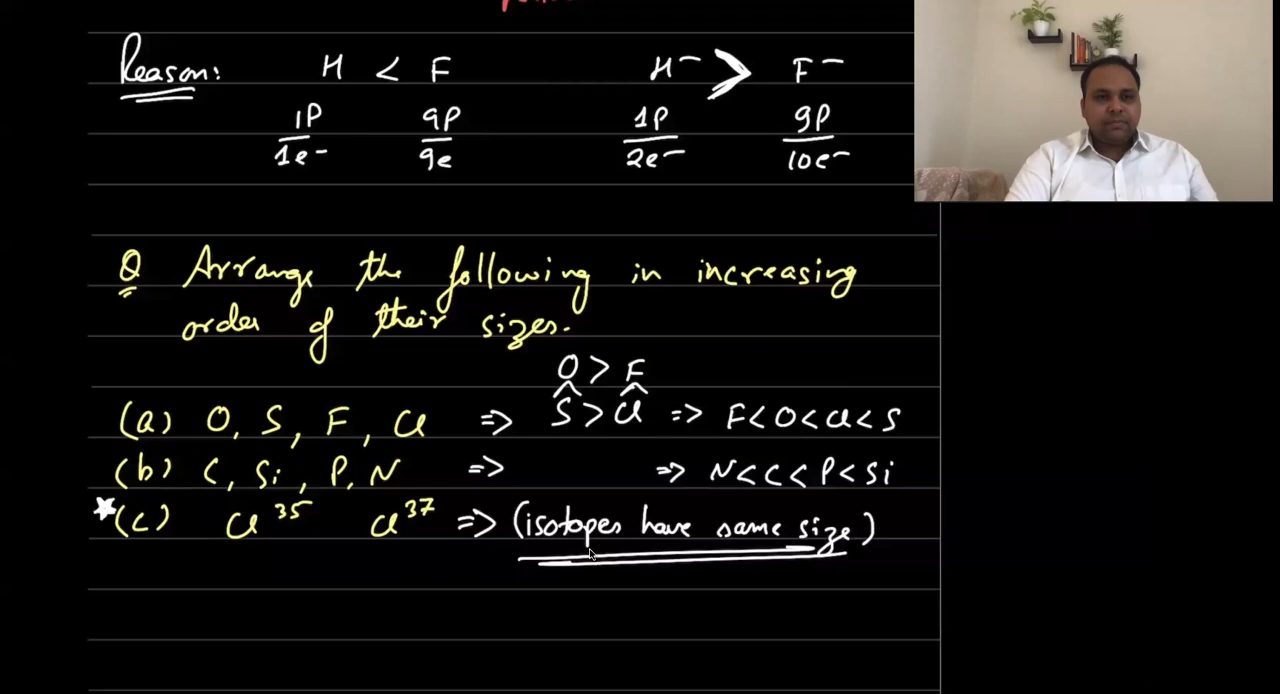 Reason: H < F H⁻ > F⁻
1P 9P 1P 9P
1e⁻ 9e 2e⁻ 10e⁻
Q Arrange the following in increasing
order of their sizes.
O > F
(a) O, S, F, Cl => S > Cl => F < O < Cl < S
(b) C, Si, P, N => => N < C < P < Si
(c) Cl³⁵ Cl³⁷ => (isotopes have same size)